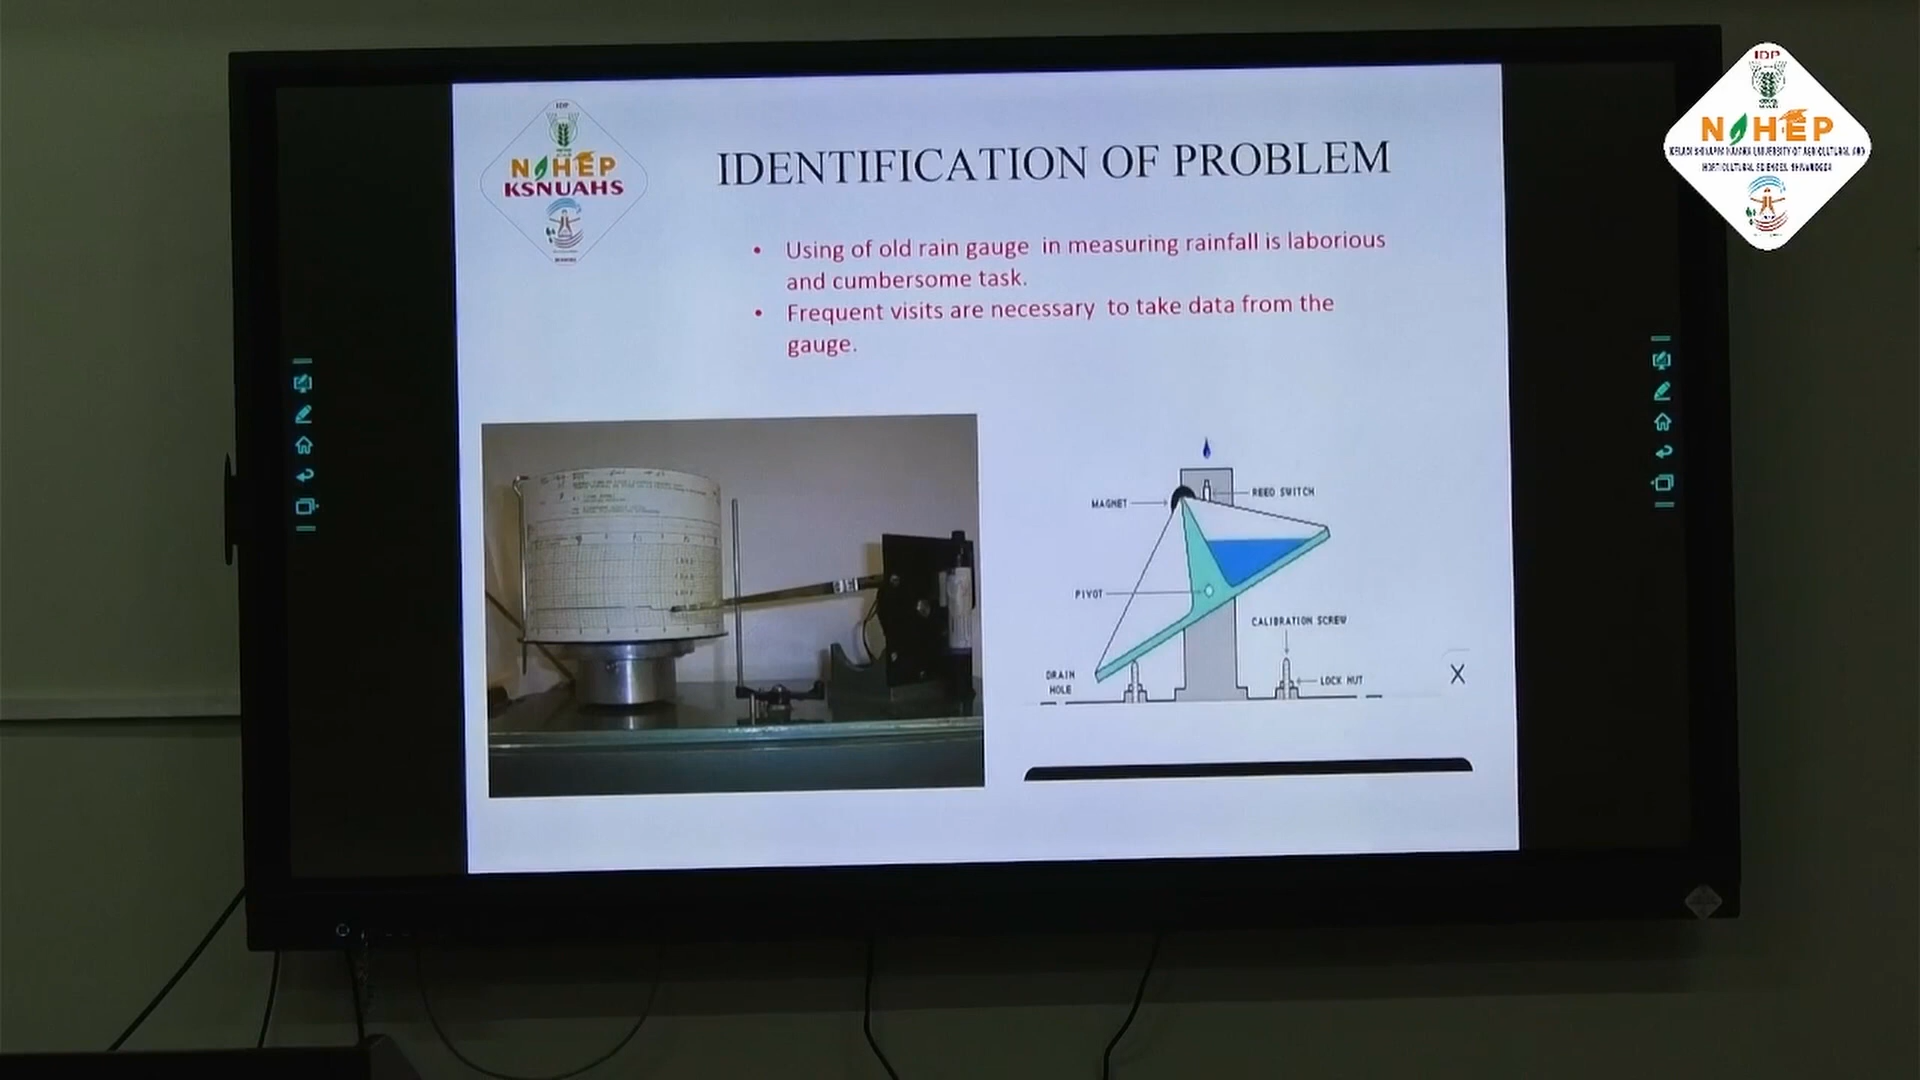 IDP
NAHEP
KSNUAHS
IDENTIFICATION OF PROBLEM
• Using of old rain gauge in measuring rainfall is laborious
and cumbersome task.
• Frequent visits are necessary to take data from the
gauge.
MAGNET
REED SWITCH
PIVOT
CALIBRATION SCREW
DRAIN
HOLE
LOCK NUT
X
IDP
NAHEP
KELADI SHIVAPPA NAYAKA UNIVERSITY OF AGRICULTURAL AND
HORTICULTURAL SCIENCES, SHIVAMOGGA